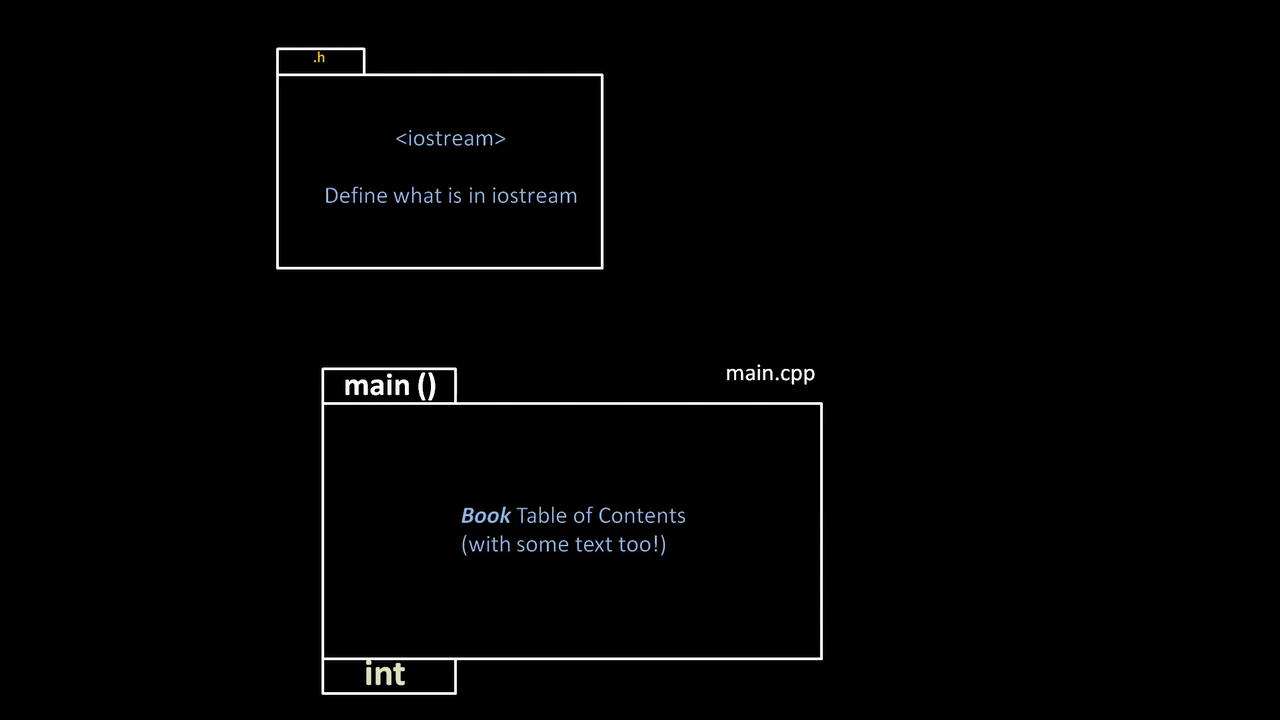 .h
<iostream>
Define what is in iostream
main.cpp
main ()
Book Table of Contents
(with some text too!)
int